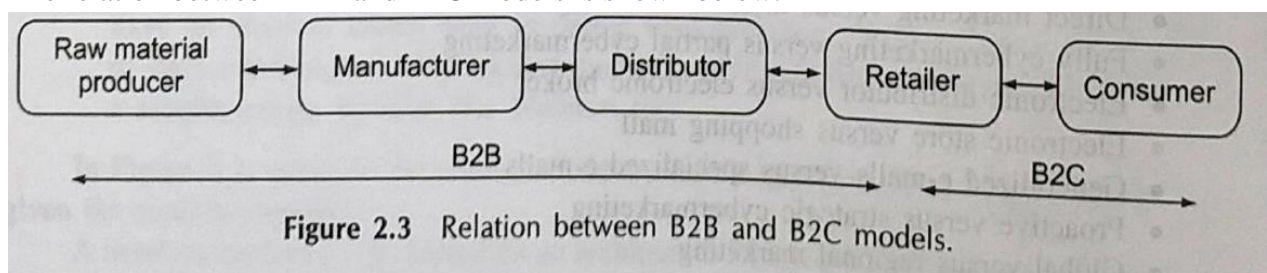 Raw material
producer
Manufacturer
Distributor
Retailer
Consumer
B2B
B2C
Figure 2.3 Relation between B2B and B2C models.